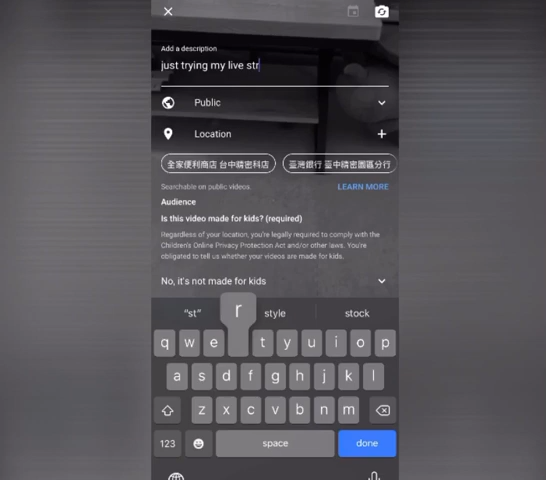 Add a description
just trying my live str
Public
Location
全家便利商店 台中精密科店
臺灣銀行 臺中精密園區分行
Searchable on public videos.
LEARN MORE
Audience
Is this video made for kids? (required)
Regardless of your location, you're legally required to comply with the
Children's Online Privacy Protection Act and/or other laws. You're
obligated to tell us whether your videos are made for kids.
No, it's not made for kids
"st" style stock
r
q w e t y u i o p
a s d f g h j k l
z x c v b n m
123 space done